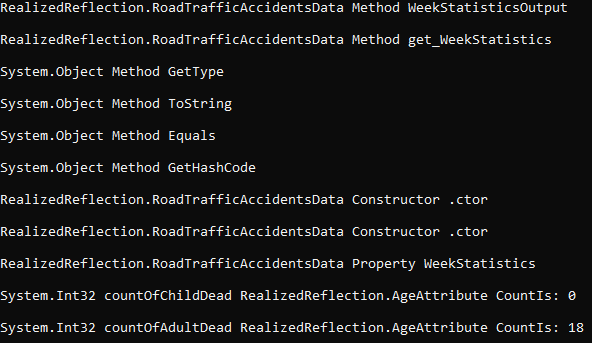 RealizedReflection.RoadTrafficAccidentsData Method WeekStatisticsOutput
RealizedReflection.RoadTrafficAccidentsData Method get_WeekStatistics
System.Object Method GetType
System.Object Method ToString
System.Object Method Equals
System.Object Method GetHashCode
RealizedReflection.RoadTrafficAccidentsData Constructor .ctor
RealizedReflection.RoadTrafficAccidentsData Constructor .ctor
RealizedReflection.RoadTrafficAccidentsData Property WeekStatistics
System.Int32 countOfChildDead RealizedReflection.AgeAttribute CountIs: 0
System.Int32 countOfAdultDead RealizedReflection.AgeAttribute CountIs: 18